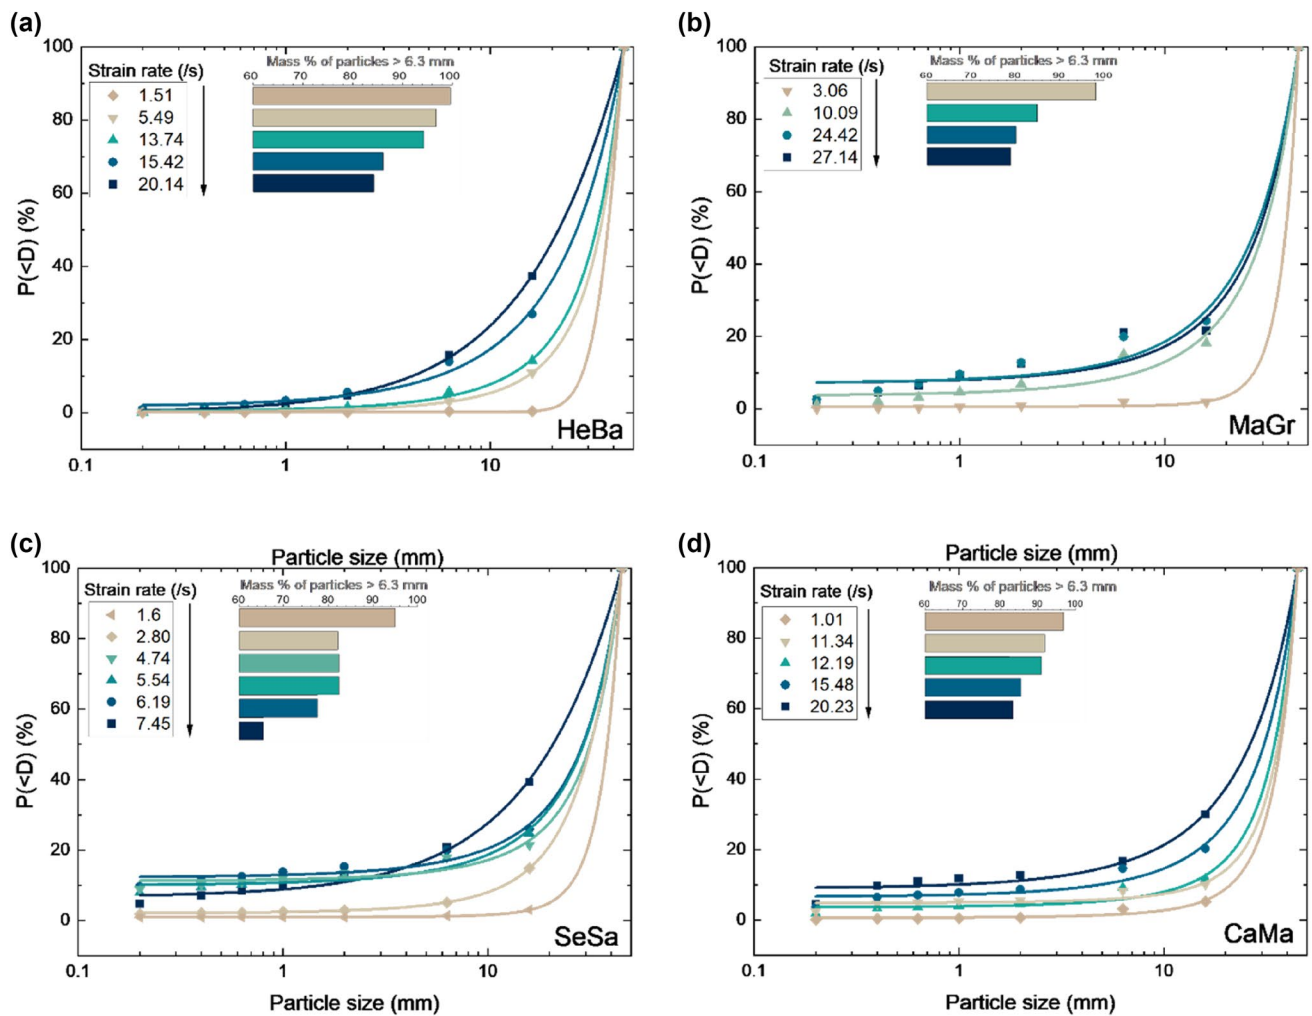 (a)
100
80
60
40
20
0
P(<D) (%)
Strain rate (/s)
1.51
5.49
13.74
15.42
20.14
Mass % of particles > 6.3 mm
60 70 80 90 100
HeBa
0.1 1 10
(b)
100
80
60
40
20
0
P(<D) (%)
Strain rate (/s)
3.06
10.09
24.42
27.14
Mass % of particles > 6.3 mm
60 70 80 90 100
MaGr
0.1 1 10
(c)
Particle size (mm)
100
80
60
40
20
0
P(<D) (%)
Strain rate (/s)
1.6
2.80
4.74
5.54
6.19
7.45
Mass % of particles > 6.3 mm
60 70 80 90 100
SeSa
0.1 1 10
Particle size (mm)
(d)
Particle size (mm)
100
80
60
40
20
0
P(<D) (%)
Strain rate (/s)
1.01
11.34
12.19
15.48
20.23
Mass % of particles > 6.3 mm
60 70 80 90 100
CaMa
0.1 1 10
Particle size (mm)